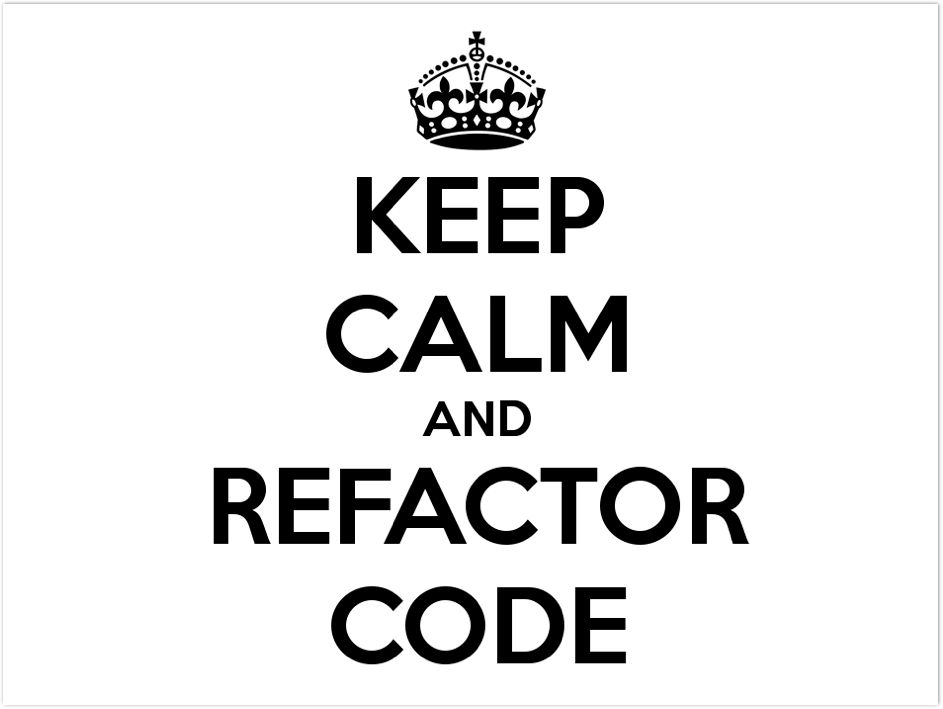 KEEP
CALM
AND
REFACTOR
CODE